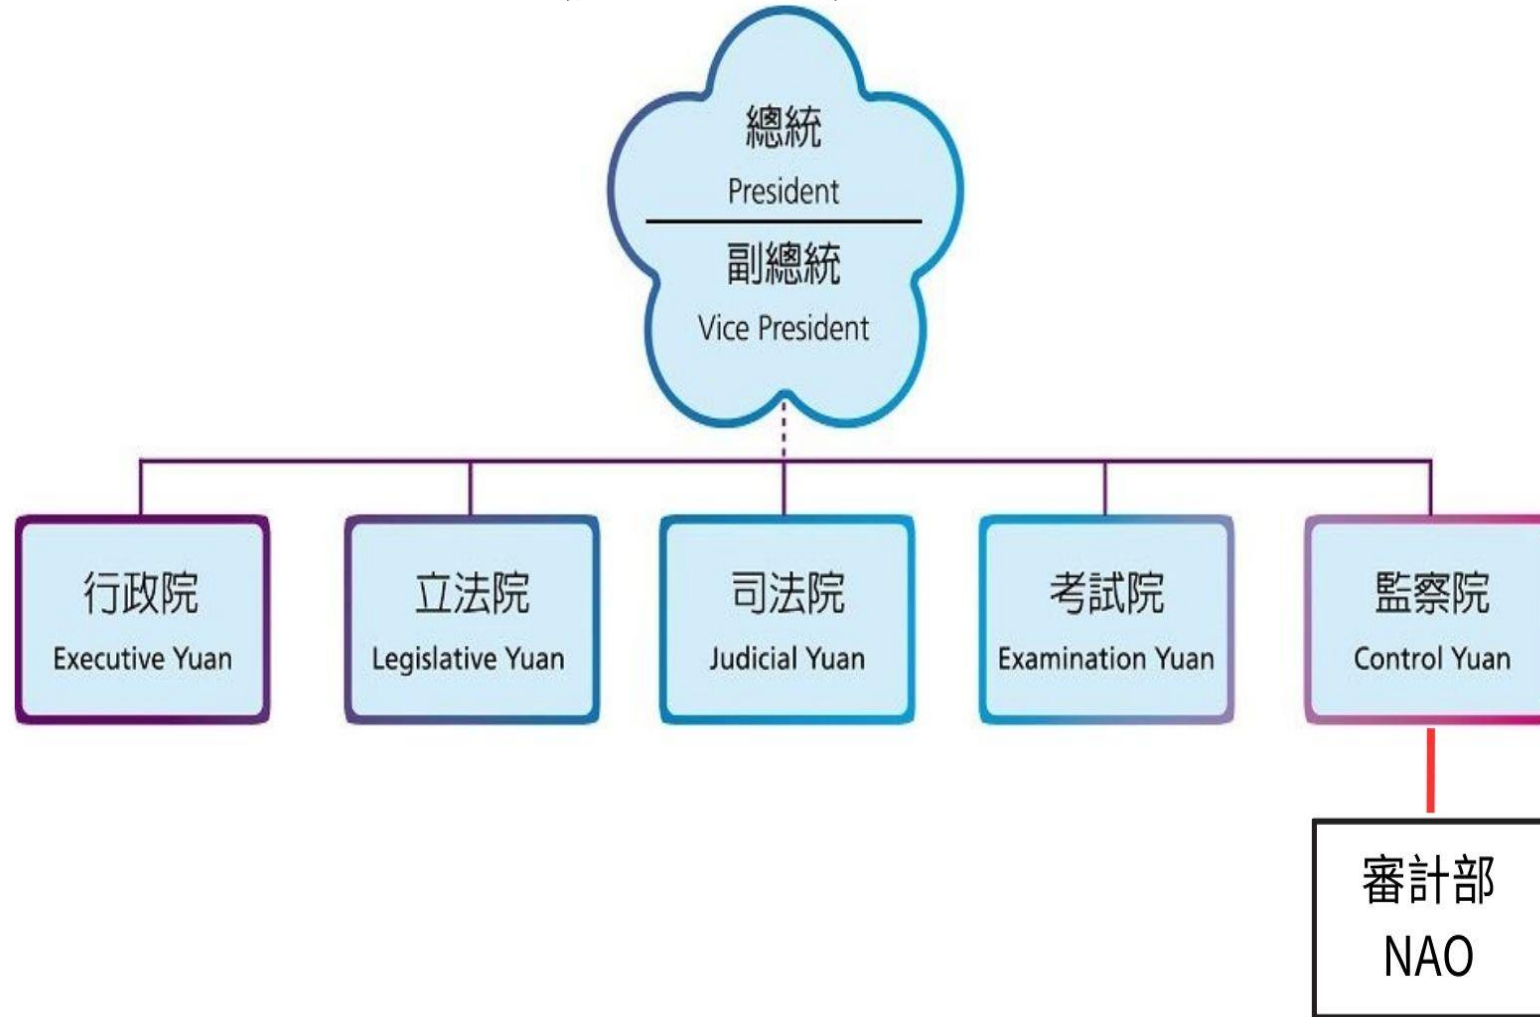 總統
President
副總統
Vice President
行政院
Executive Yuan
立法院
Legislative Yuan
司法院
Judicial Yuan
考試院
Examination Yuan
監察院
Control Yuan
審計部
NAO